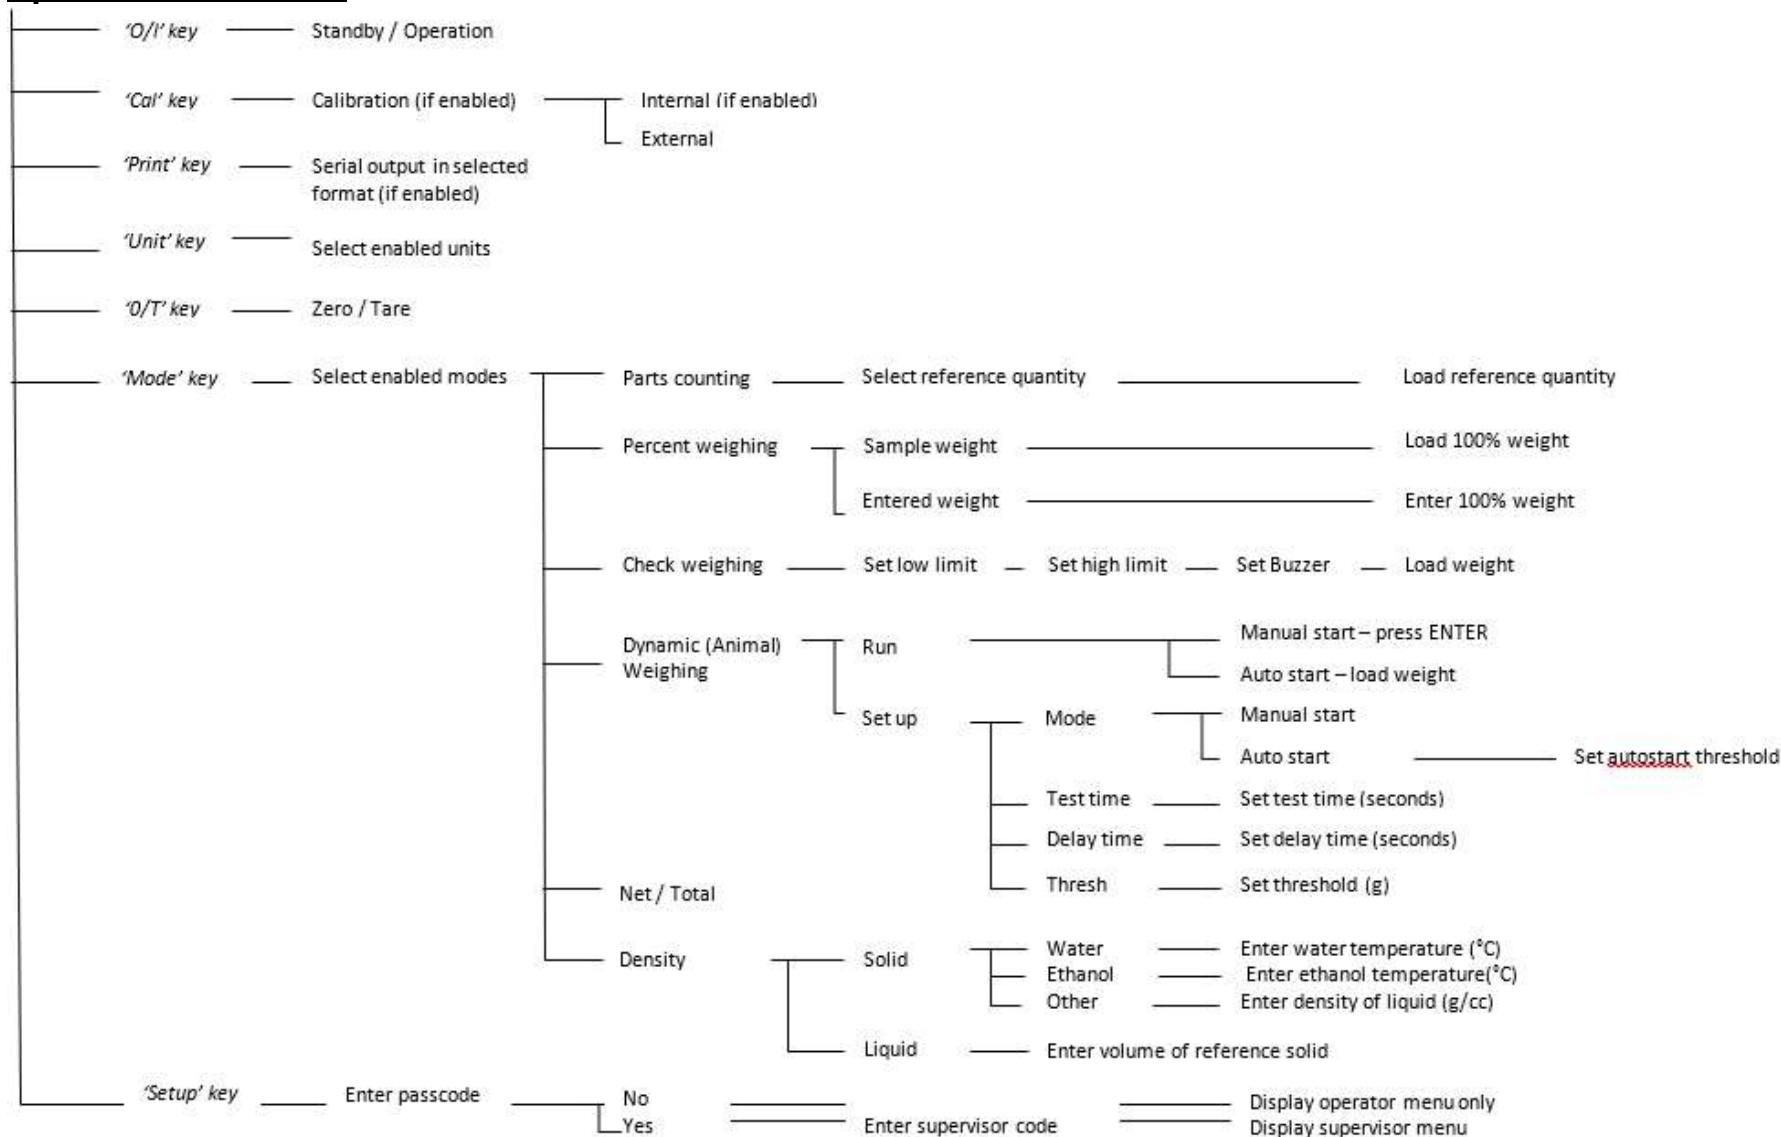 ‘O/I’ key Standby / Operation
‘Cal’ key Calibration (if enabled) Internal (if enabled)
External
‘Print’ key Serial output in selected
format (if enabled)
‘Unit’ key Select enabled units
‘0/T’ key Zero / Tare
‘Mode’ key Select enabled modes Parts counting Select reference quantity Load reference quantity
Percent weighing Sample weight Load 100% weight
Entered weight Enter 100% weight
Check weighing Set low limit Set high limit Set Buzzer Load weight
Dynamic (Animal)
Weighing Run Manual start – press ENTER
Auto start – load weight
Set up Mode Manual start
Auto start Set autostart threshold
Test time Set test time (seconds)
Delay time Set delay time (seconds)
Thresh Set threshold (g)
Net / Total
Density Solid Water Enter water temperature (°C)
Ethanol Enter ethanol temperature(°C)
Other Enter density of liquid (g/cc)
Liquid Enter volume of reference solid
‘Setup’ key Enter passcode No Display operator menu only
Yes Enter supervisor code Display supervisor menu